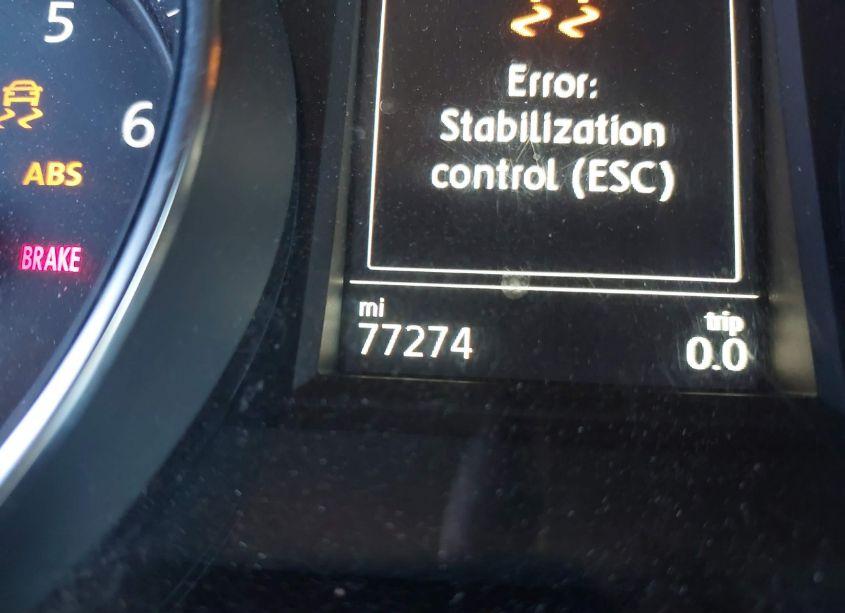 5
6
ABS
BRAKE
Error:
Stabilization
control (ESC)
mi
77274
trip
0.0